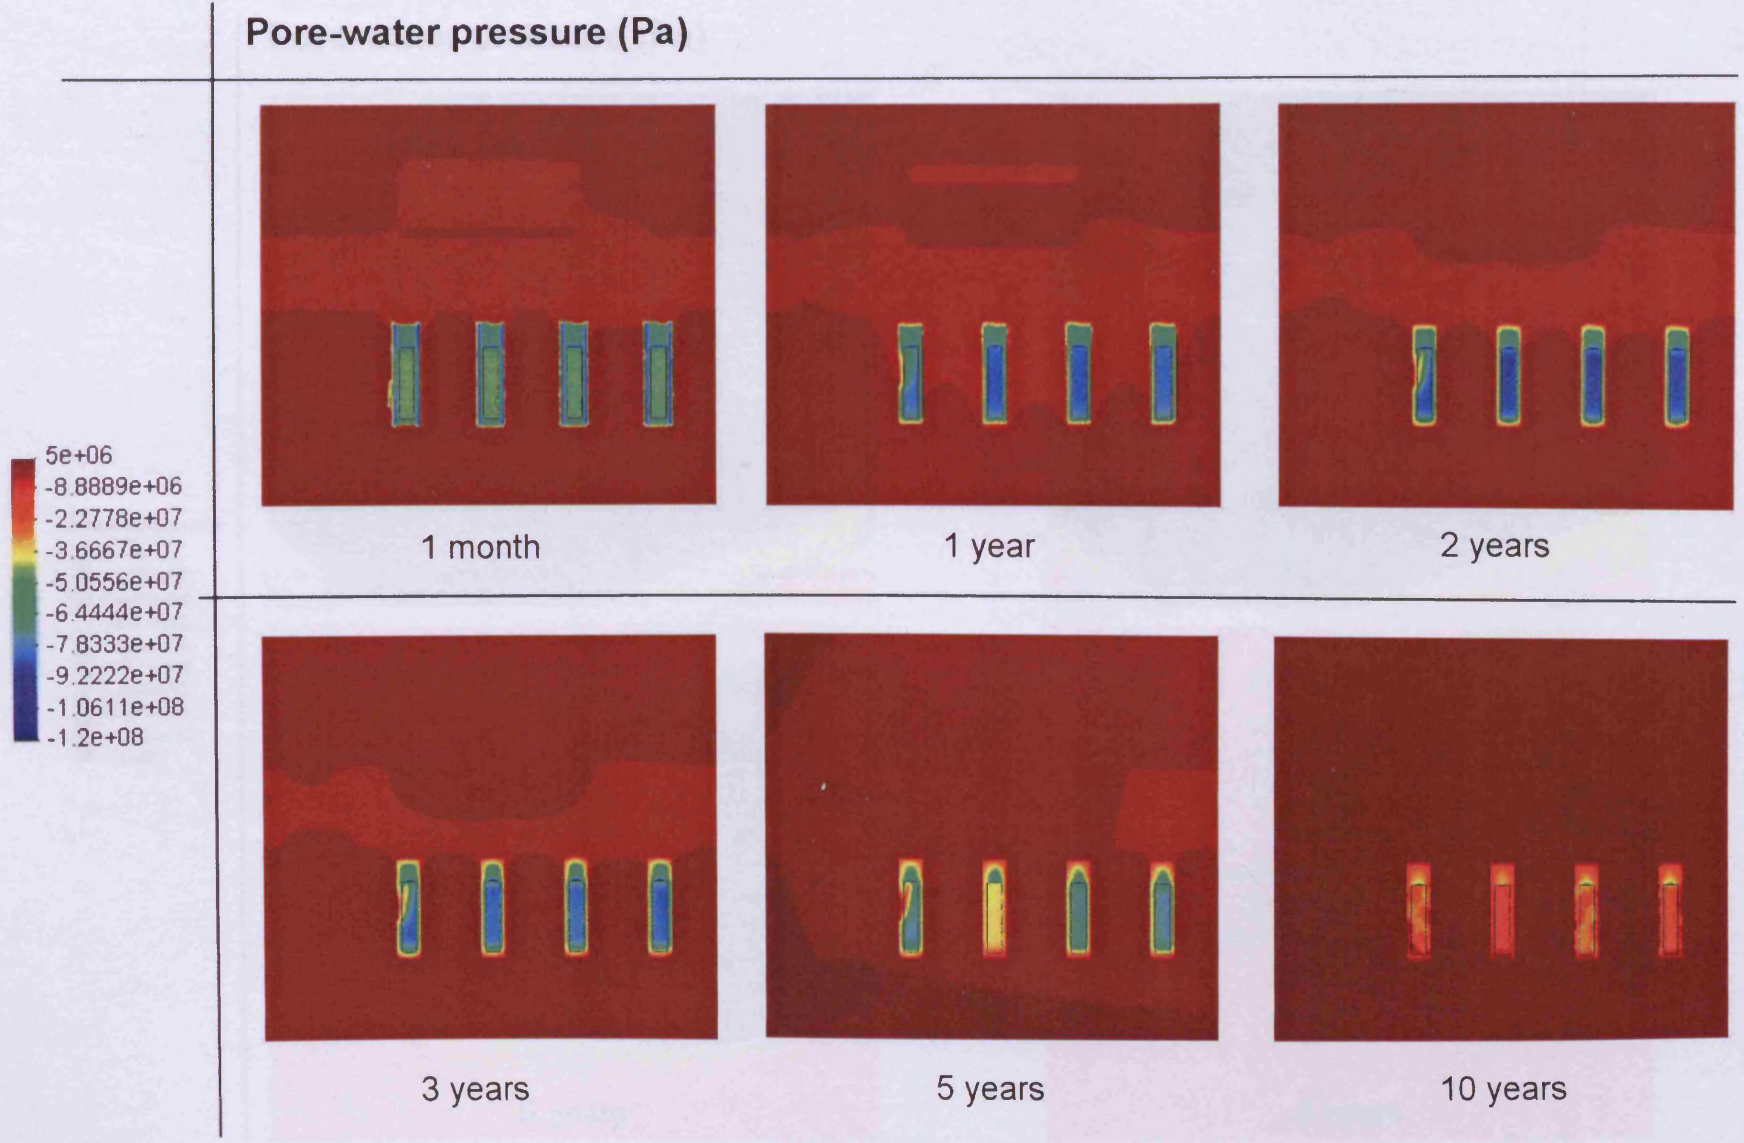 Pore-water pressure (Pa)
1 month
1 year
2 years
5e+06
-8.8889e+06
-2.2778e+07
-3.6667e+07
-5.0556e+07
-6.4444e+07
-7.8333e+07
-9.2222e+07
-1.0611e+08
-1.2e+08
3 years
5 years
10 years